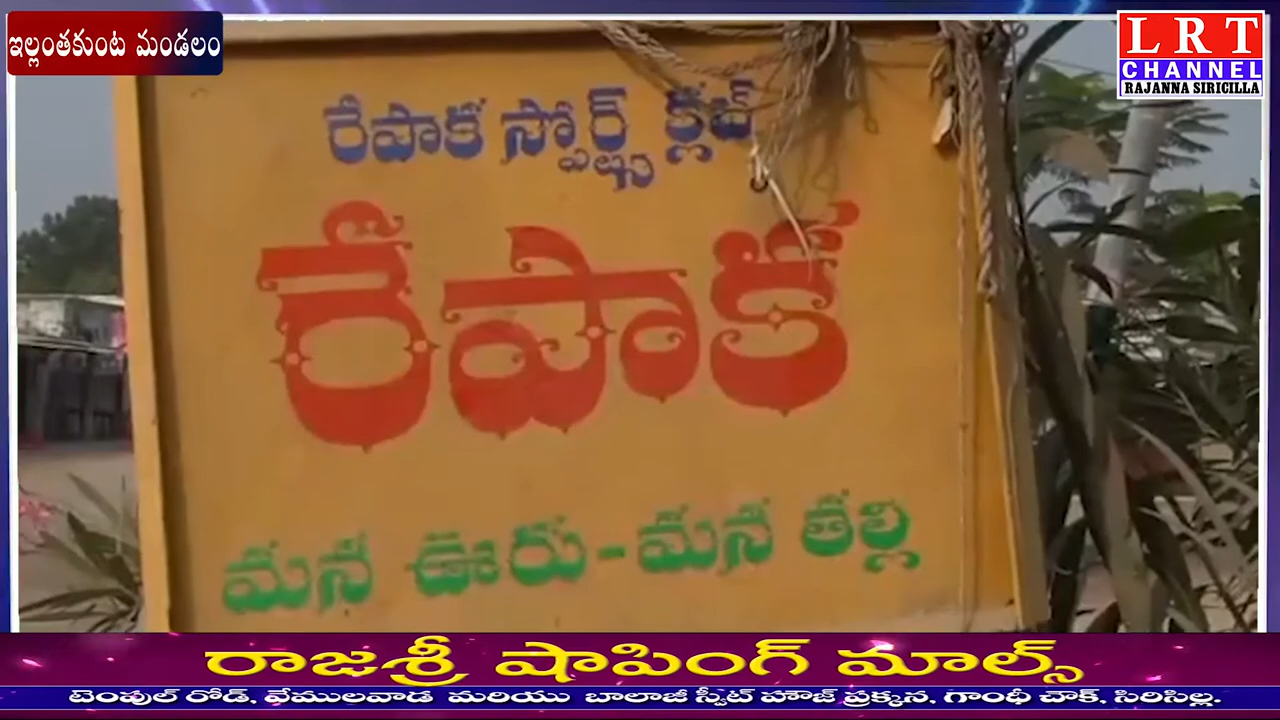 ఇల్లంతకుంట మండలం
LRT
CHANNEL
RAJANNA SIRICILLA
రేపాక స్పోర్ట్స్ క్లబ్
రేపాక
మన ఊరు - మన తల్లి
రాజశ్రీ షాపింగ్ మాల్స్
టెంపుల్ రోడ్, వేములవాడ మరియు బాలాజీ స్వీట్ హౌజ్ ప్రక్కన, గాంధీ చౌక్, సిరిసిల్ల.